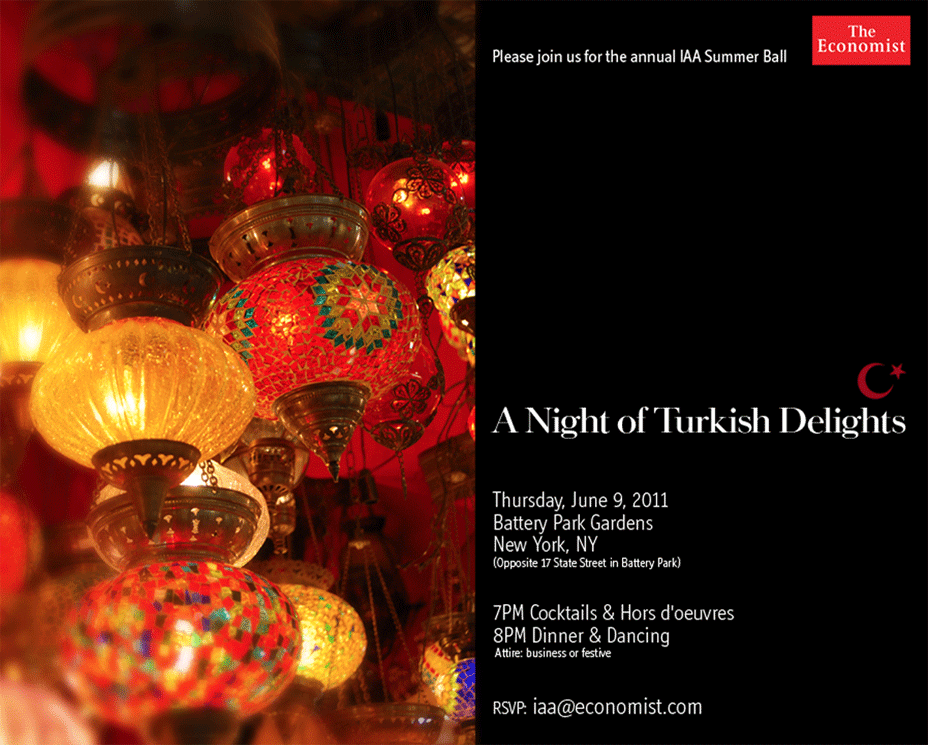 The
Economist
Please join us for the annual IAA Summer Ball
A Night of Turkish Delights
Thursday, June 9, 2011
Battery Park Gardens
New York, NY
(Opposite 17 State Street in Battery Park)
7PM Cocktails & Hors d'oeuvres
8PM Dinner & Dancing
Attire: business or festive
RSVP: iaa@economist.com